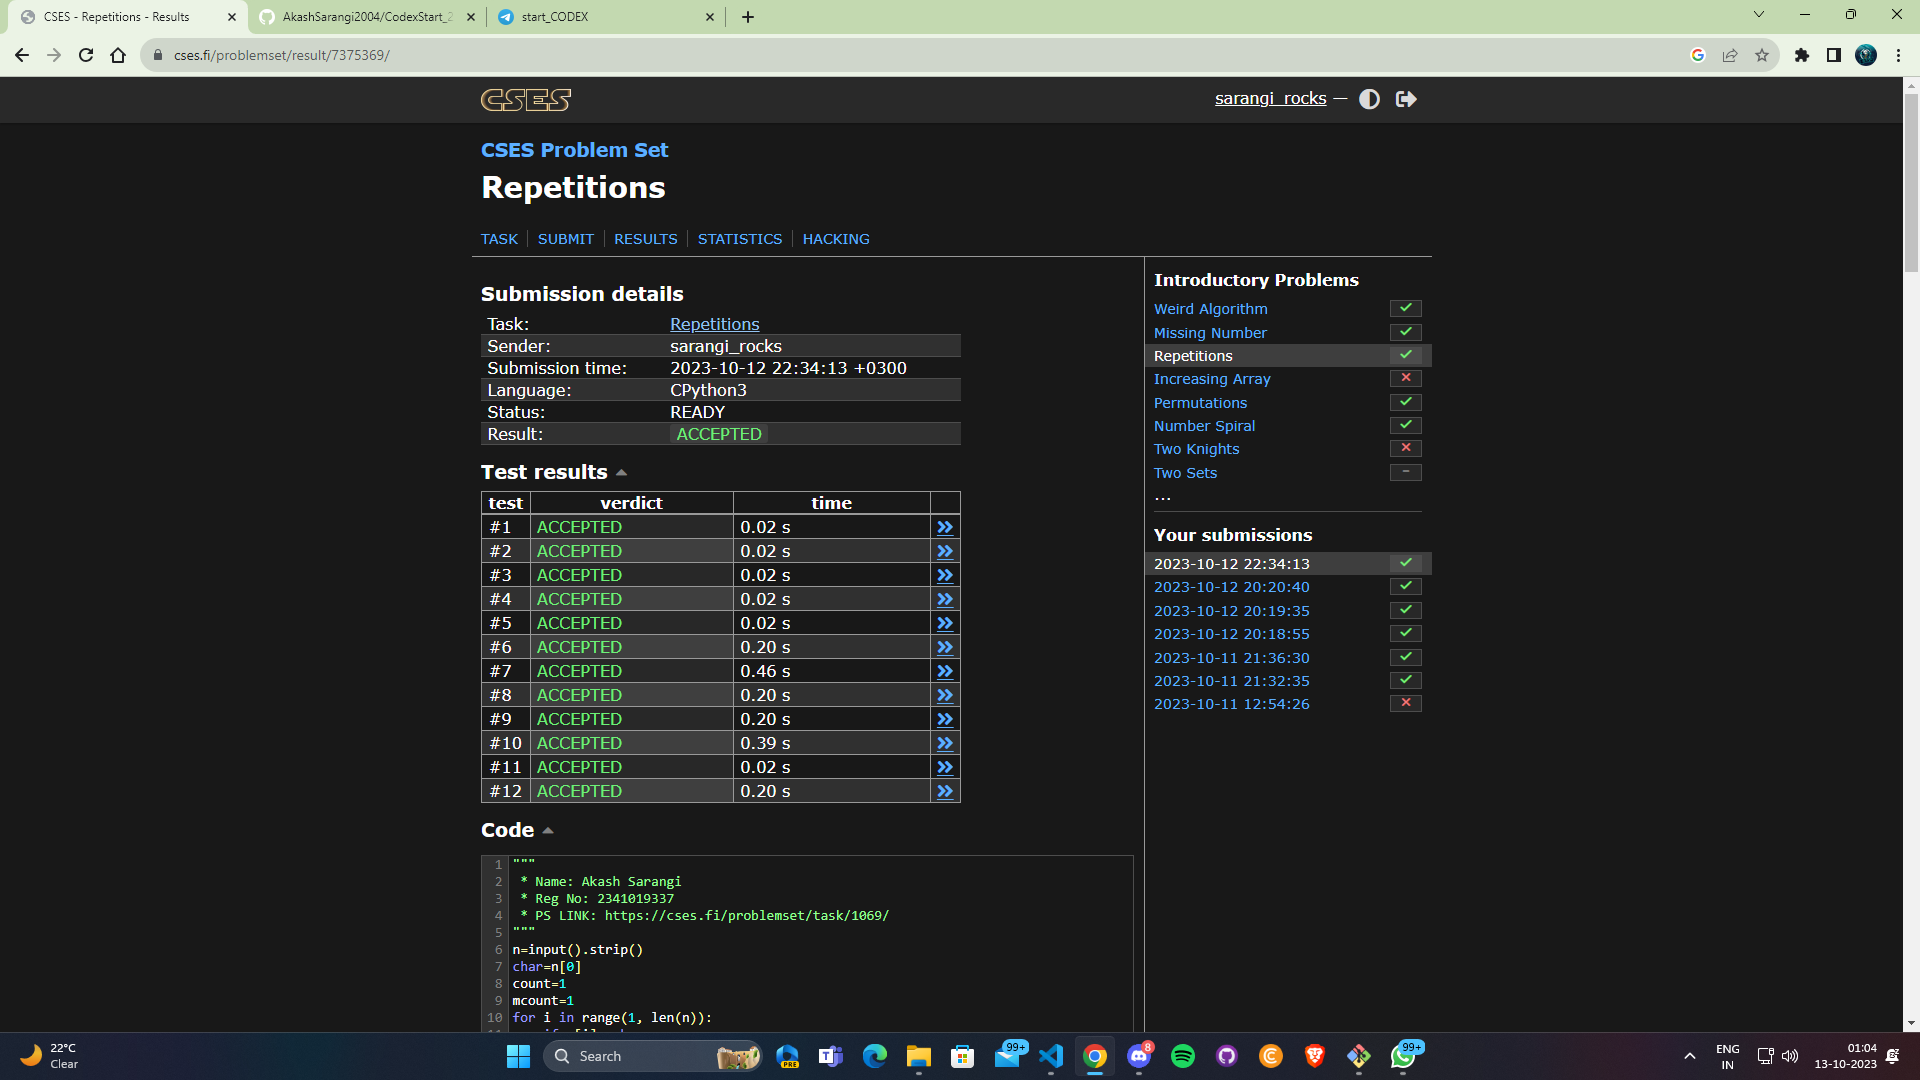 CSES - Repetitions - Results
AkashSarangi2004/CodexStart_2
start_CODEX
cses.fi/problemset/result/7375369/
CSES
sarangi_rocks —
CSES Problem Set
Repetitions
TASK | SUBMIT | RESULTS | STATISTICS | HACKING
Submission details
Task: Repetitions
Sender: sarangi_rocks
Submission time: 2023-10-12 22:34:13 +0300
Language: CPython3
Status: READY
Result: ACCEPTED
Test results
test verdict time
#1 ACCEPTED 0.02 s
#2 ACCEPTED 0.02 s
#3 ACCEPTED 0.02 s
#4 ACCEPTED 0.02 s
#5 ACCEPTED 0.02 s
#6 ACCEPTED 0.20 s
#7 ACCEPTED 0.46 s
#8 ACCEPTED 0.20 s
#9 ACCEPTED 0.20 s
#10 ACCEPTED 0.39 s
#11 ACCEPTED 0.02 s
#12 ACCEPTED 0.20 s
Code
1 """
2 * Name: Akash Sarangi
3 * Reg No: 2341019337
4 * PS LINK: https://cses.fi/problemset/task/1069/
5 """
6 n=input().strip()
7 char=n[0]
8 count=1
9 mcount=1
10 for i in range(1, len(n)):
Introductory Problems
Weird Algorithm
Missing Number
Repetitions
Increasing Array
Permutations
Number Spiral
Two Knights
Two Sets
...
Your submissions
2023-10-12 22:34:13
2023-10-12 20:20:40
2023-10-12 20:19:35
2023-10-12 20:18:55
2023-10-11 21:36:30
2023-10-11 21:32:35
2023-10-11 12:54:26
22°C
Clear
Search
PRE
99+
8
99+
ENG
IN
01:04
13-10-2023